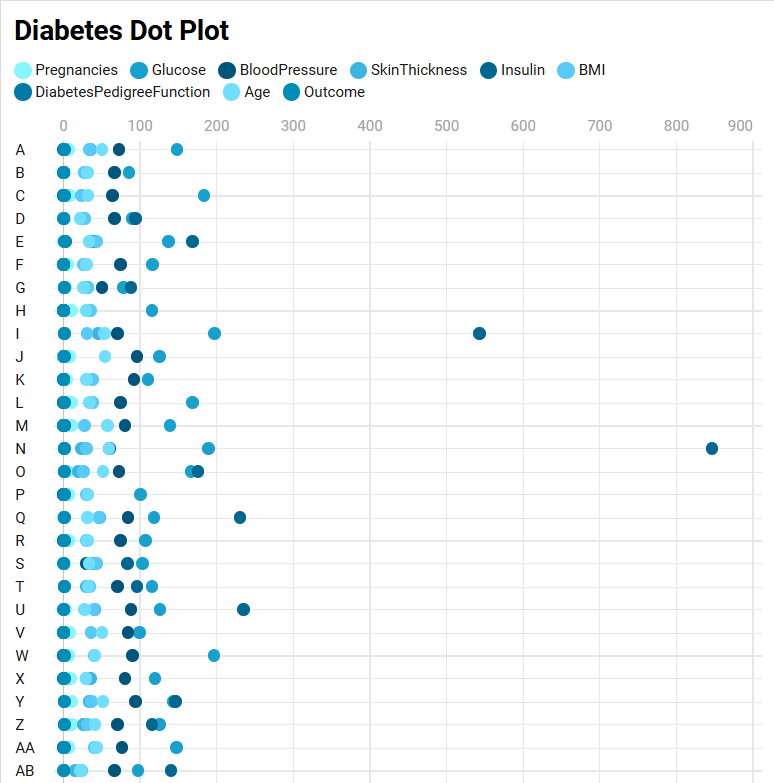 Diabetes Dot Plot
Pregnancies Glucose BloodPressure SkinThickness Insulin BMI
DiabetesPedigreeFunction Age Outcome
0 100 200 300 400 500 600 700 800 900
A
B
C
D
E
F
G
H
I
J
K
L
M
N
O
P
Q
R
S
T
U
V
W
X
Y
Z
AA
AB